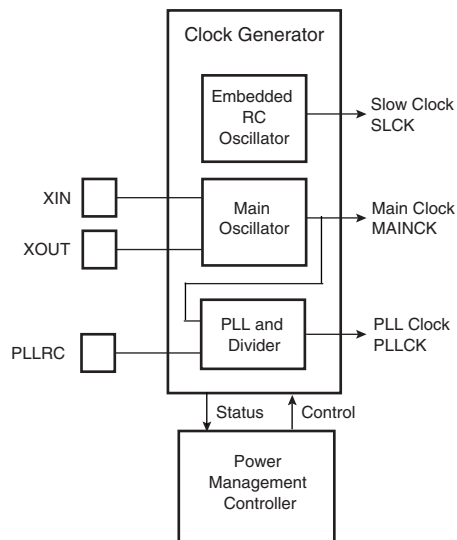 Clock Generator
Embedded
RC
Oscillator
Slow Clock
SLCK
XIN
XOUT
Main
Oscillator
Main Clock
MAINCK
PLLRC
PLL and
Divider
PLL Clock
PLLCK
Status
Control
Power
Management
Controller